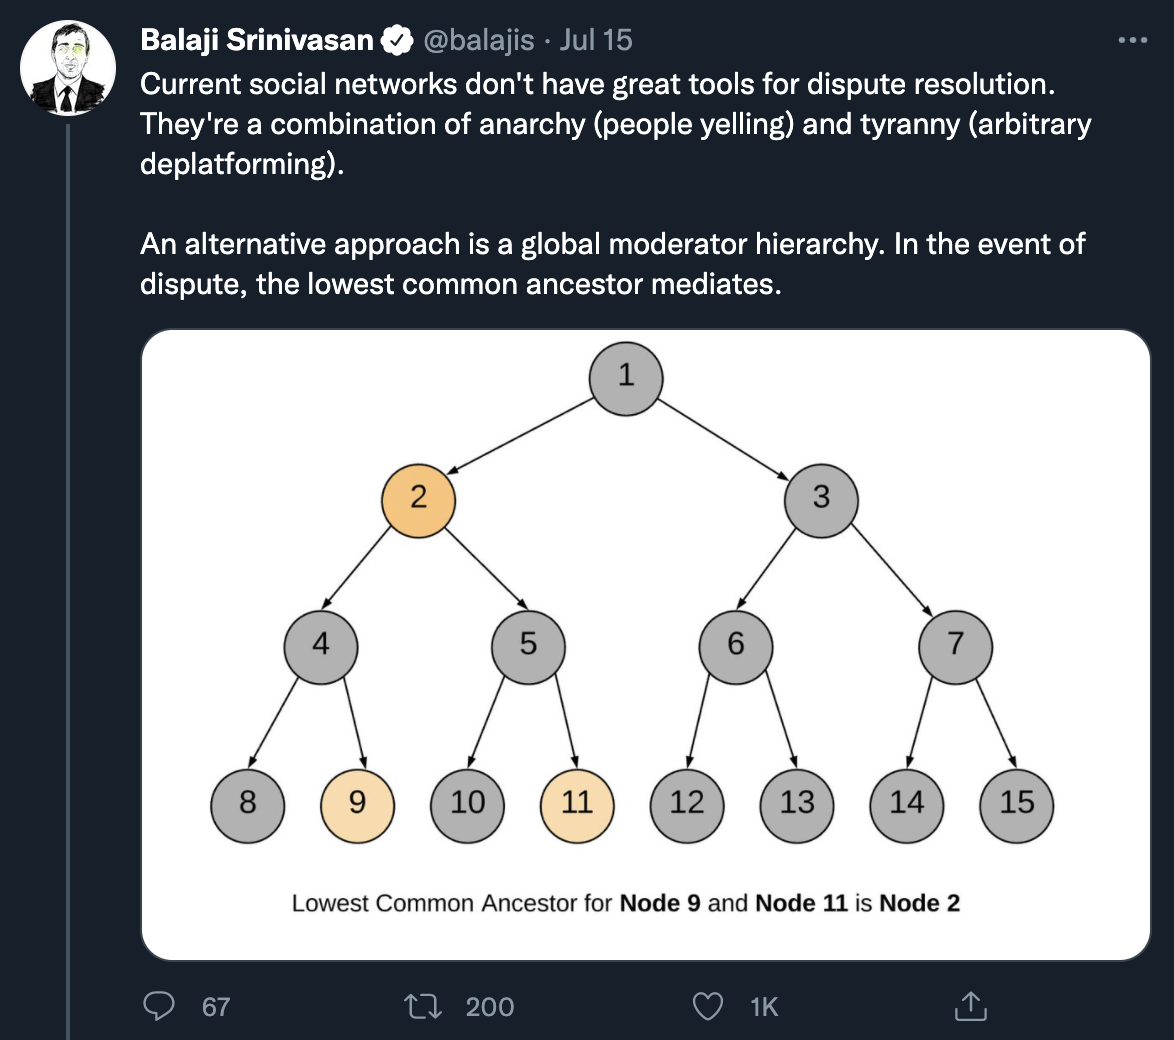 Balaji Srinivasan @balajis · Jul 15
Current social networks don't have great tools for dispute resolution.
They're a combination of anarchy (people yelling) and tyranny (arbitrary
deplatforming).
An alternative approach is a global moderator hierarchy. In the event of
dispute, the lowest common ancestor mediates.
1
2 3
4 5 6 7
8 9 10 11 12 13 14 15
Lowest Common Ancestor for Node 9 and Node 11 is Node 2
67 200 1K